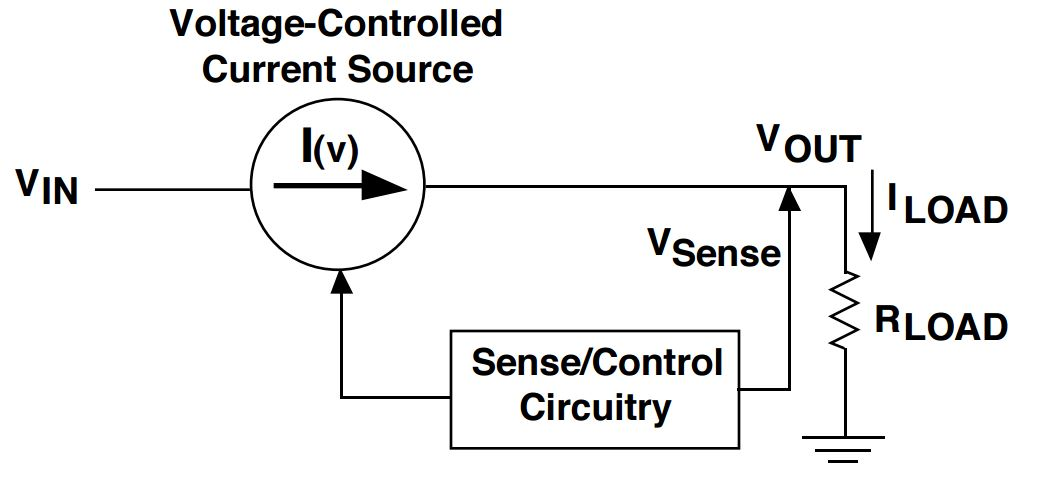 Voltage-Controlled
Current Source
I(v)
VIN
VOUT
ILOAD
VSense
RLOAD
Sense/Control
Circuitry